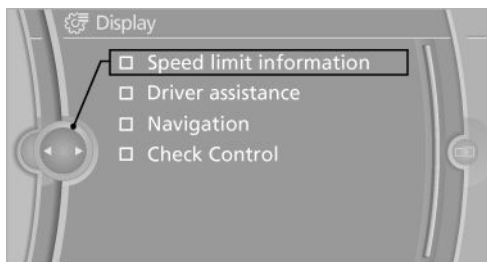 Display
Speed limit information
Driver assistance
Navigation
Check Control